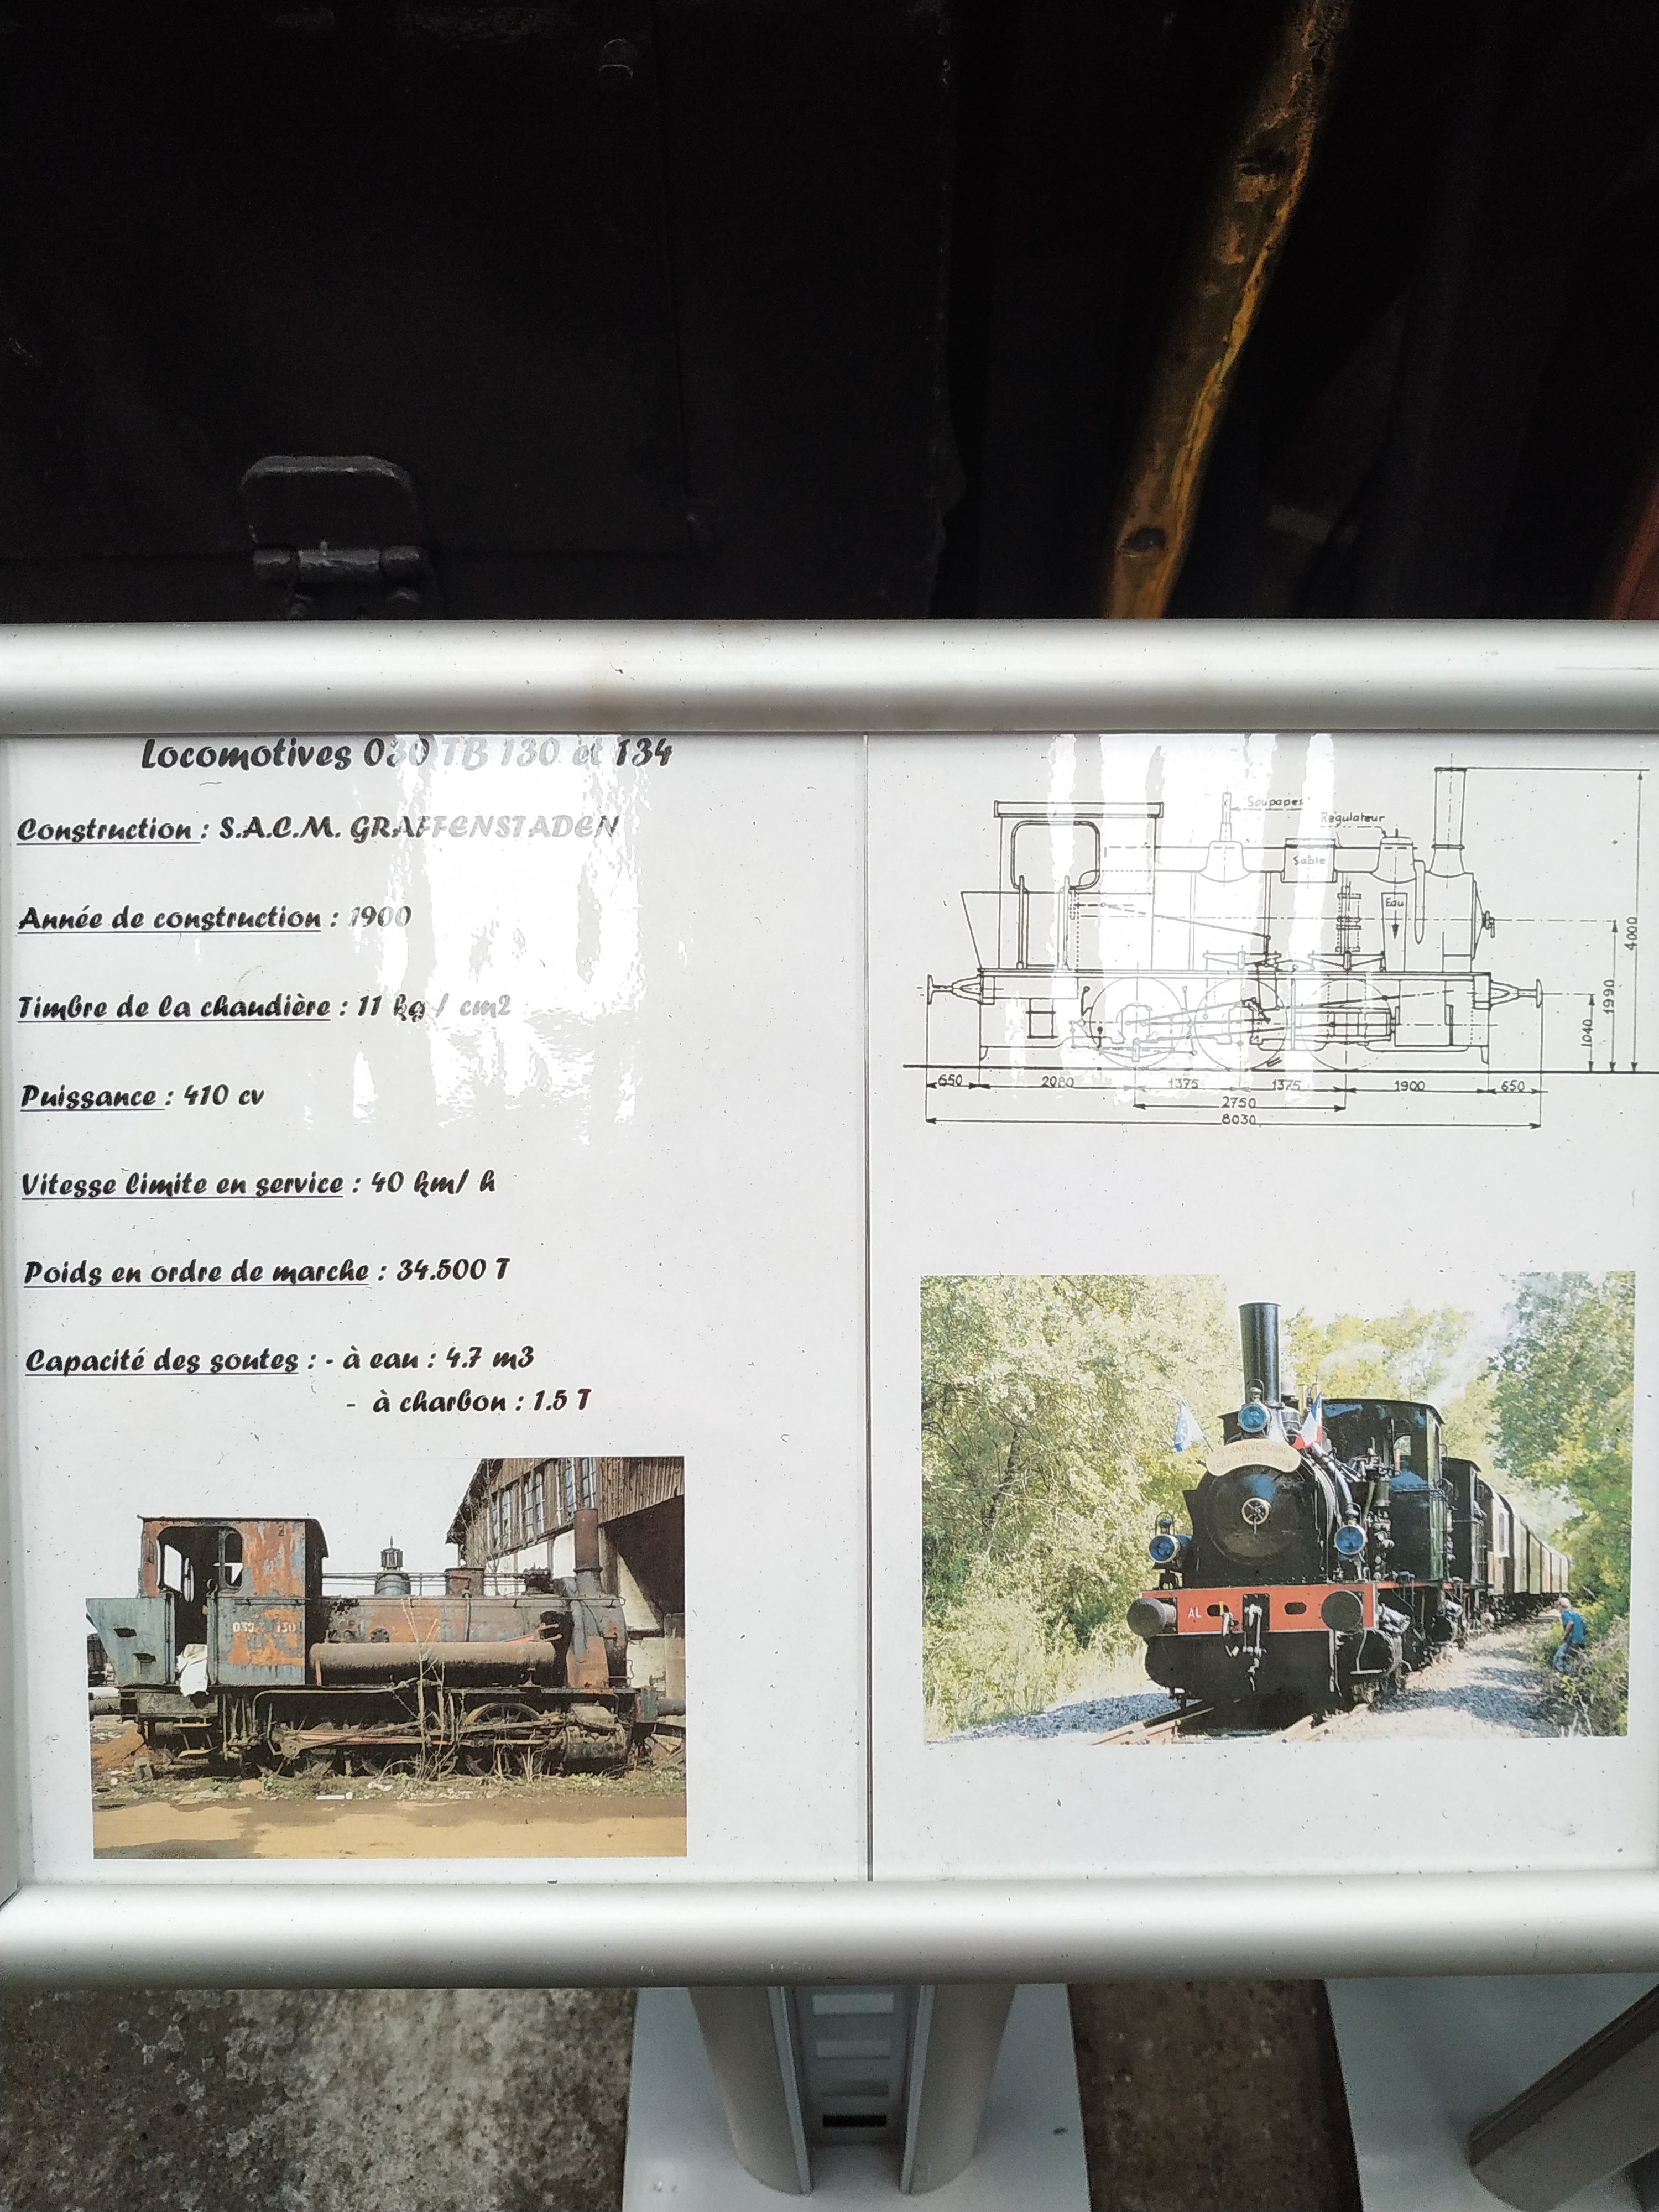 Locomotives 030 TB 130 et 134
Construction : S.A.C.M. GRAFFENSTADEN
Année de construction : 1900
Timbre de la chaudière : 11 kg / cm2
Puissance : 410 cv
Vitesse limite en service : 40 km/ h
Poids en ordre de marche : 34.500 T
Capacité des soutes : - à eau : 4.7 m3
- à charbon : 1.5 T
Soupapes
Régulateur
Sable
Eau
4000
1990
1040
650 2080 1375 1375 1900 650
2750
8030
130
AL